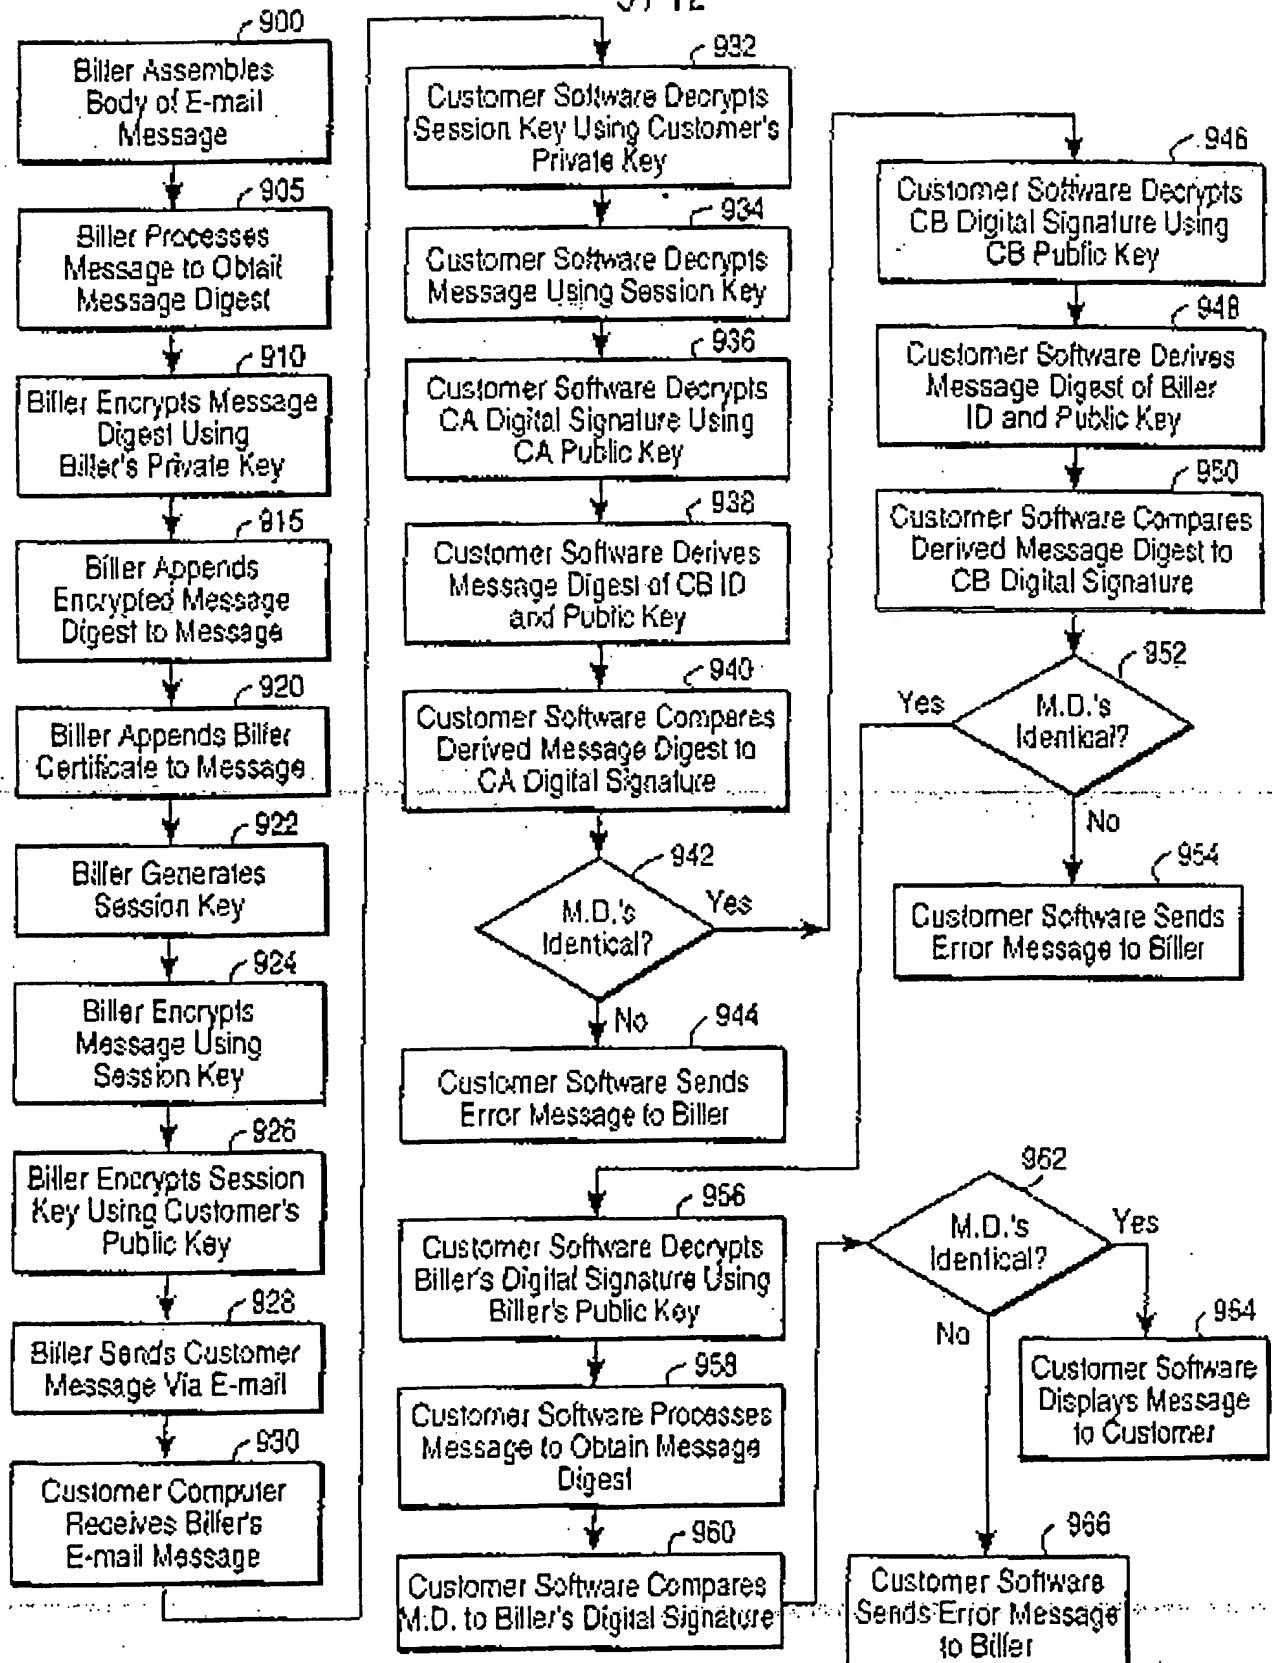 900
Biller Assembles
Body of E-mail
Message
905
Biller Processes
Message to Obtain
Message Digest
910
Biller Encrypts Message
Digest Using
Biller's Private Key
915
Biller Appends
Encrypted Message
Digest to Message
920
Biller Appends Biller
Certificate to Message
922
Biller Generates
Session Key
924
Biller Encrypts
Message Using
Session Key
926
Biller Encrypts Session
Key Using Customer's
Public Key
928
Biller Sends Customer
Message Via E-mail
930
Customer Computer
Receives Biller's
E-mail Message
932
Customer Software Decrypts
Session Key Using Customer's
Private Key
934
Customer Software Decrypts
Message Using Session Key
936
Customer Software Decrypts
CA Digital Signature Using
CA Public Key
938
Customer Software Derives
Message Digest of CB ID
and Public Key
940
Customer Software Compares
Derived Message Digest to
CA Digital Signature
942
M.D.'s
Identical?
Yes
No
944
Customer Software Sends
Error Message to Biller
946
Customer Software Decrypts
CB Digital Signature Using
CB Public Key
948
Customer Software Derives
Message Digest of Biller
ID and Public Key
950
Customer Software Compares
Derived Message Digest to
CB Digital Signature
952
M.D.'s
Identical?
Yes
No
954
Customer Software Sends
Error Message to Biller
956
Customer Software Decrypts
Biller's Digital Signature Using
Biller's Public Key
958
Customer Software Processes
Message to Obtain Message
Digest
960
Customer Software Compares
M.D. to Biller's Digital Signature
962
M.D.'s
Identical?
Yes
No
964
Customer Software
Displays Message
to Customer
966
Customer Software
Sends Error Message
to Biller